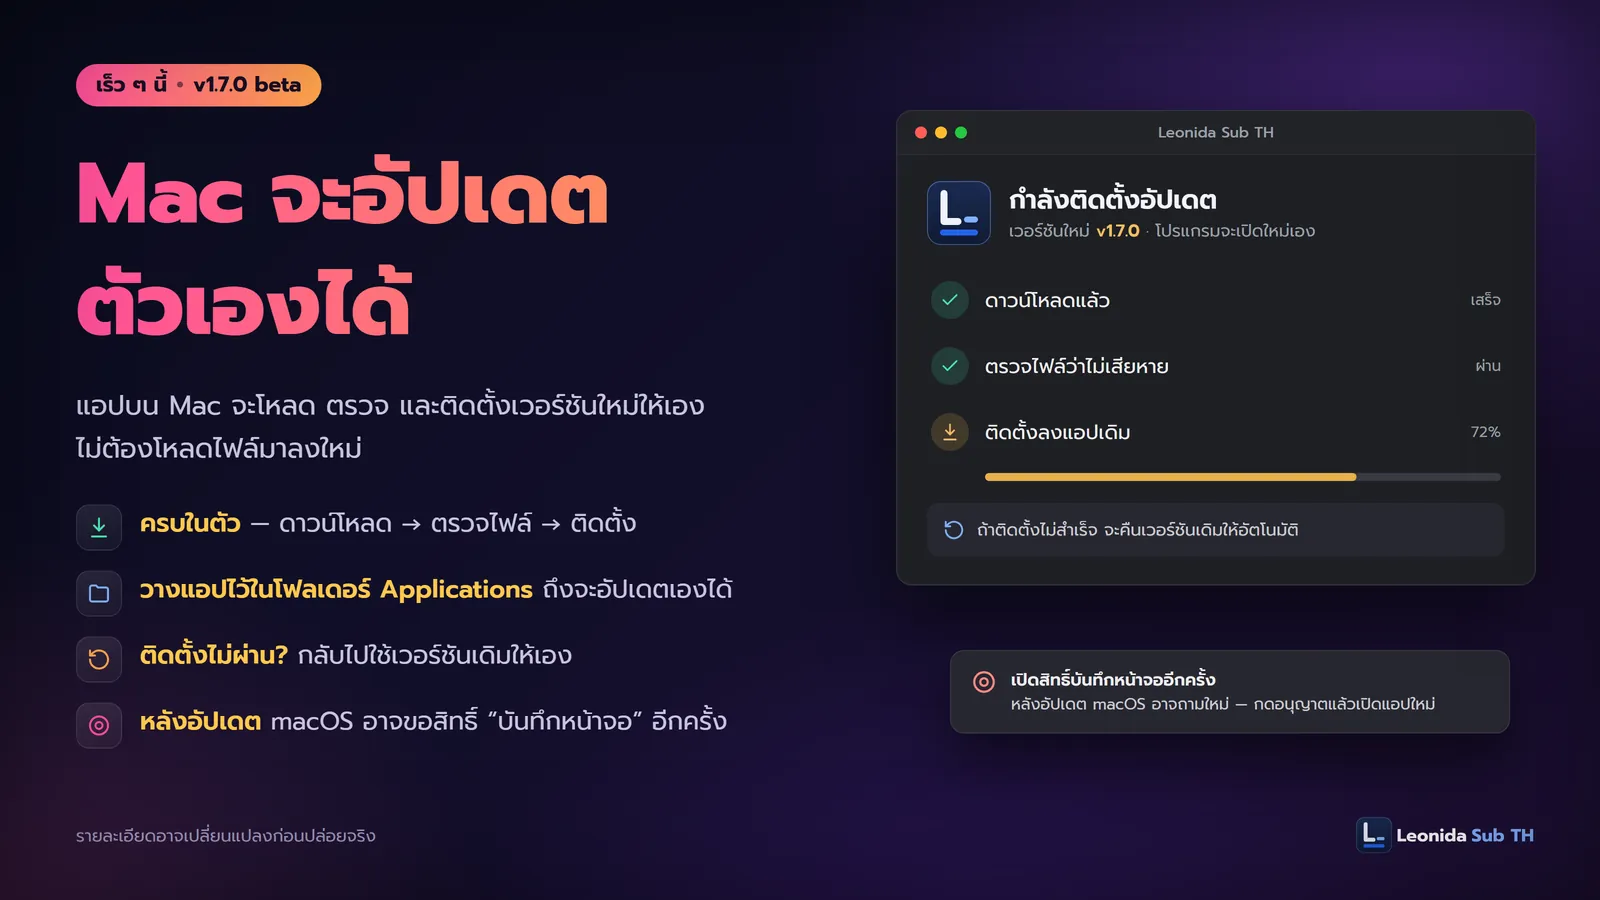 เร็ว ๆ นี้ • v1.7.0 beta
Mac จะอัปเดต
ตัวเองได้
แอปบน Mac จะโหลด ตรวจ และติดตั้งเวอร์ชันใหม่ให้เอง
ไม่ต้องโหลดไฟล์มาลงใหม่
ครบในตัว — ดาวน์โหลด → ตรวจไฟล์ → ติดตั้ง
วางแอปไว้ในโฟลเดอร์ Applications ถึงจะอัปเดตเองได้
ติดตั้งไม่ผ่าน? กลับไปใช้เวอร์ชันเดิมให้เอง
หลังอัปเดต macOS อาจขอสิทธิ์ “บันทึกหน้าจอ” อีกครั้ง
รายละเอียดอาจเปลี่ยนแปลงก่อนปล่อยจริง
Leonida Sub TH
กำลังติดตั้งอัปเดต
เวอร์ชันใหม่ v1.7.0 · โปรแกรมจะเปิดใหม่เอง
ดาวน์โหลดแล้ว เสร็จ
ตรวจไฟล์ว่าไม่เสียหาย ผ่าน
ติดตั้งลงแอปเดิม 72%
ถ้าติดตั้งไม่สำเร็จ จะคืนเวอร์ชันเดิมให้อัตโนมัติ
เปิดสิทธิ์บันทึกหน้าจออีกครั้ง
หลังอัปเดต macOS อาจถามใหม่ — กดอนุญาตแล้วเปิดแอปใหม่
Leonida Sub TH